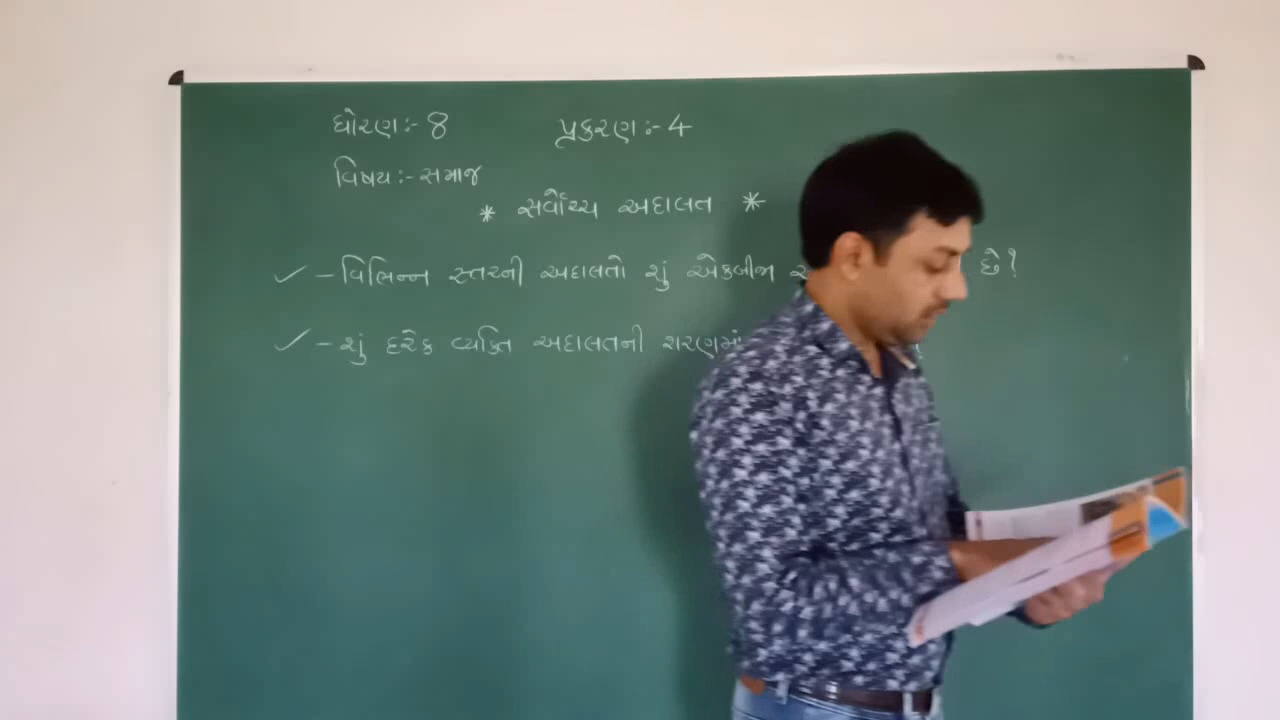 ધોરણ:- 8 પ્રકરણ:- 4
વિષય:- સમાજ
* સર્વોચ્ચ અદાલત *
✓ - વિભિન્ન સ્તરની અદાલતો શું એકબીજા છે?
✓ - શું દરેક વ્યક્તિ અદાલતની શરણમાં